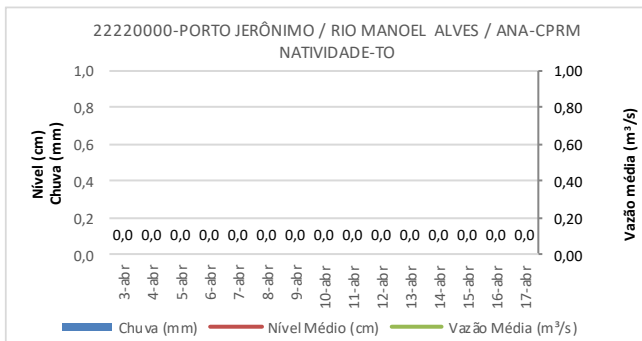 22220000-PORTO JERÔNIMO / RIO MANOEL ALVES / ANA-CPRM
NATIVIDADE-TO
Nível (cm)
Chuva (mm)
1,0
0,8
0,6
0,4
0,2
0,0
0,0 0,0 0,0 0,0 0,0 0,0 0,0 0,0 0,0 0,0 0,0 0,0 0,0 0,0 0,0
1,00
0,80
0,60
0,40
0,20
0,00
Vazão média (m³/s)
3-abr
4-abr
5-abr
6-abr
7-abr
8-abr
9-abr
10-abr
11-abr
12-abr
13-abr
14-abr
15-abr
16-abr
17-abr
Chuva (mm) Nível Médio (cm) Vazão Média (m³/s)